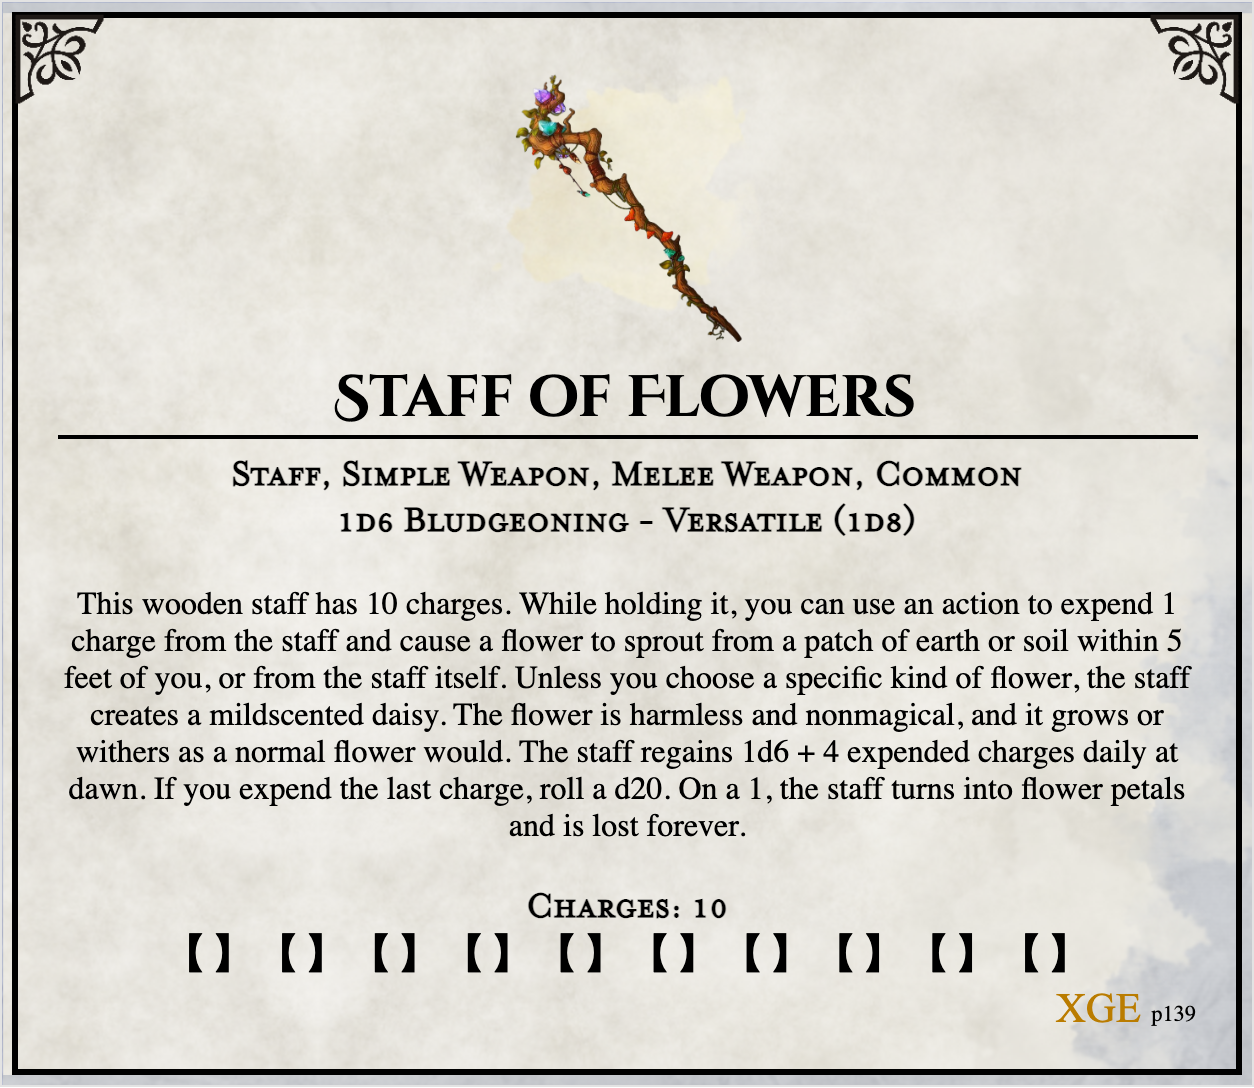 Staff of Flowers
Staff, Simple Weapon, Melee Weapon, Common
1d6 Bludgeoning - Versatile (1d8)
This wooden staff has 10 charges. While holding it, you can use an action to expend 1
charge from the staff and cause a flower to sprout from a patch of earth or soil within 5
feet of you, or from the staff itself. Unless you choose a specific kind of flower, the staff
creates a mildscented daisy. The flower is harmless and nonmagical, and it grows or
withers as a normal flower would. The staff regains 1d6 + 4 expended charges daily at
dawn. If you expend the last charge, roll a d20. On a 1, the staff turns into flower petals
and is lost forever.
Charges: 10
【 】 【 】 【 】 【 】 【 】 【 】 【 】 【 】 【 】 【 】
XGE p139